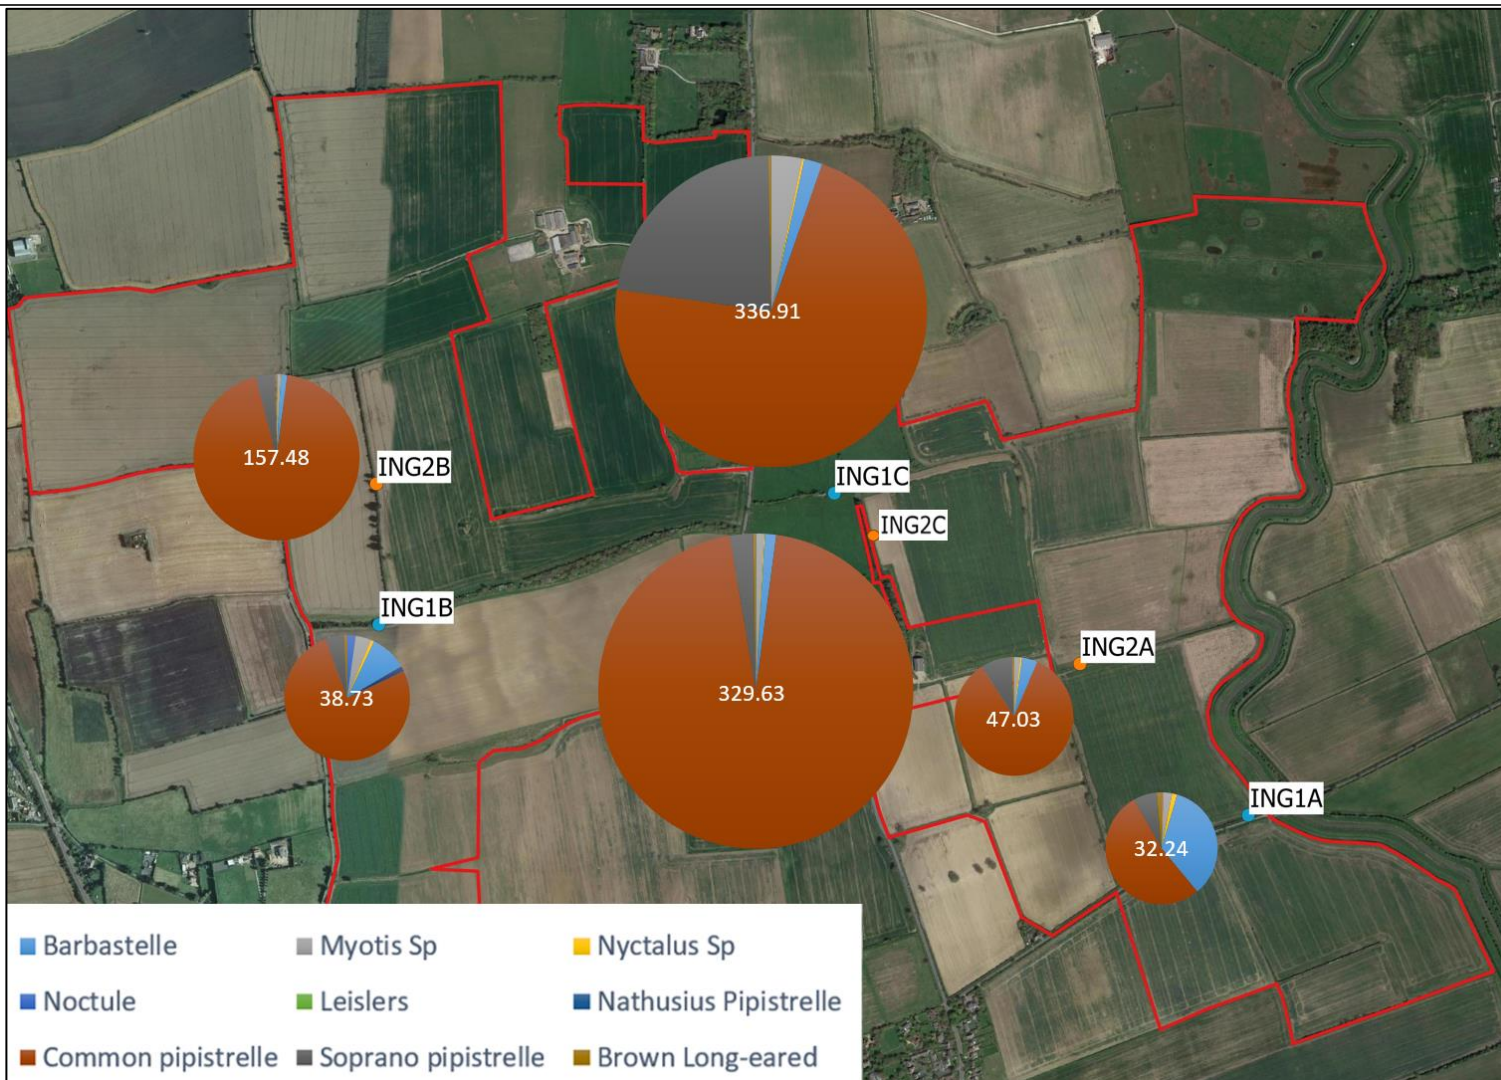 336.91
157.48
ING2B
ING1C
ING2C
ING1B
ING2A
38.73
329.63
47.03
ING1A
32.24
Barbastelle
Myotis Sp
Nyctalus Sp
Noctule
Leislers
Nathusius Pipistrelle
Common pipistrelle
Soprano pipistrelle
Brown Long-eared